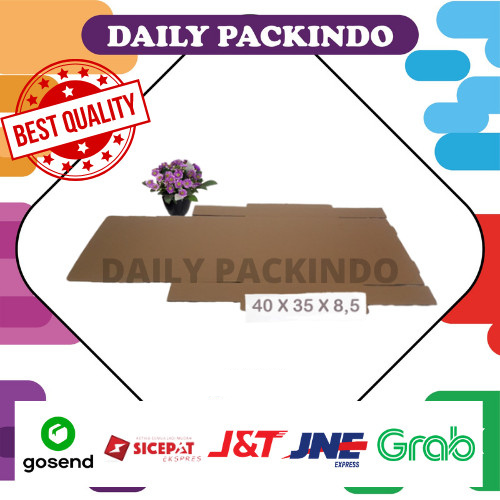 DAILY PACKINDO
BEST QUALITY
DAILY PACKINDO
40 X 35 X 8,5
gosend
SICEPAT
EKSPRES
J&T
JNE
EXPRESS
Grab